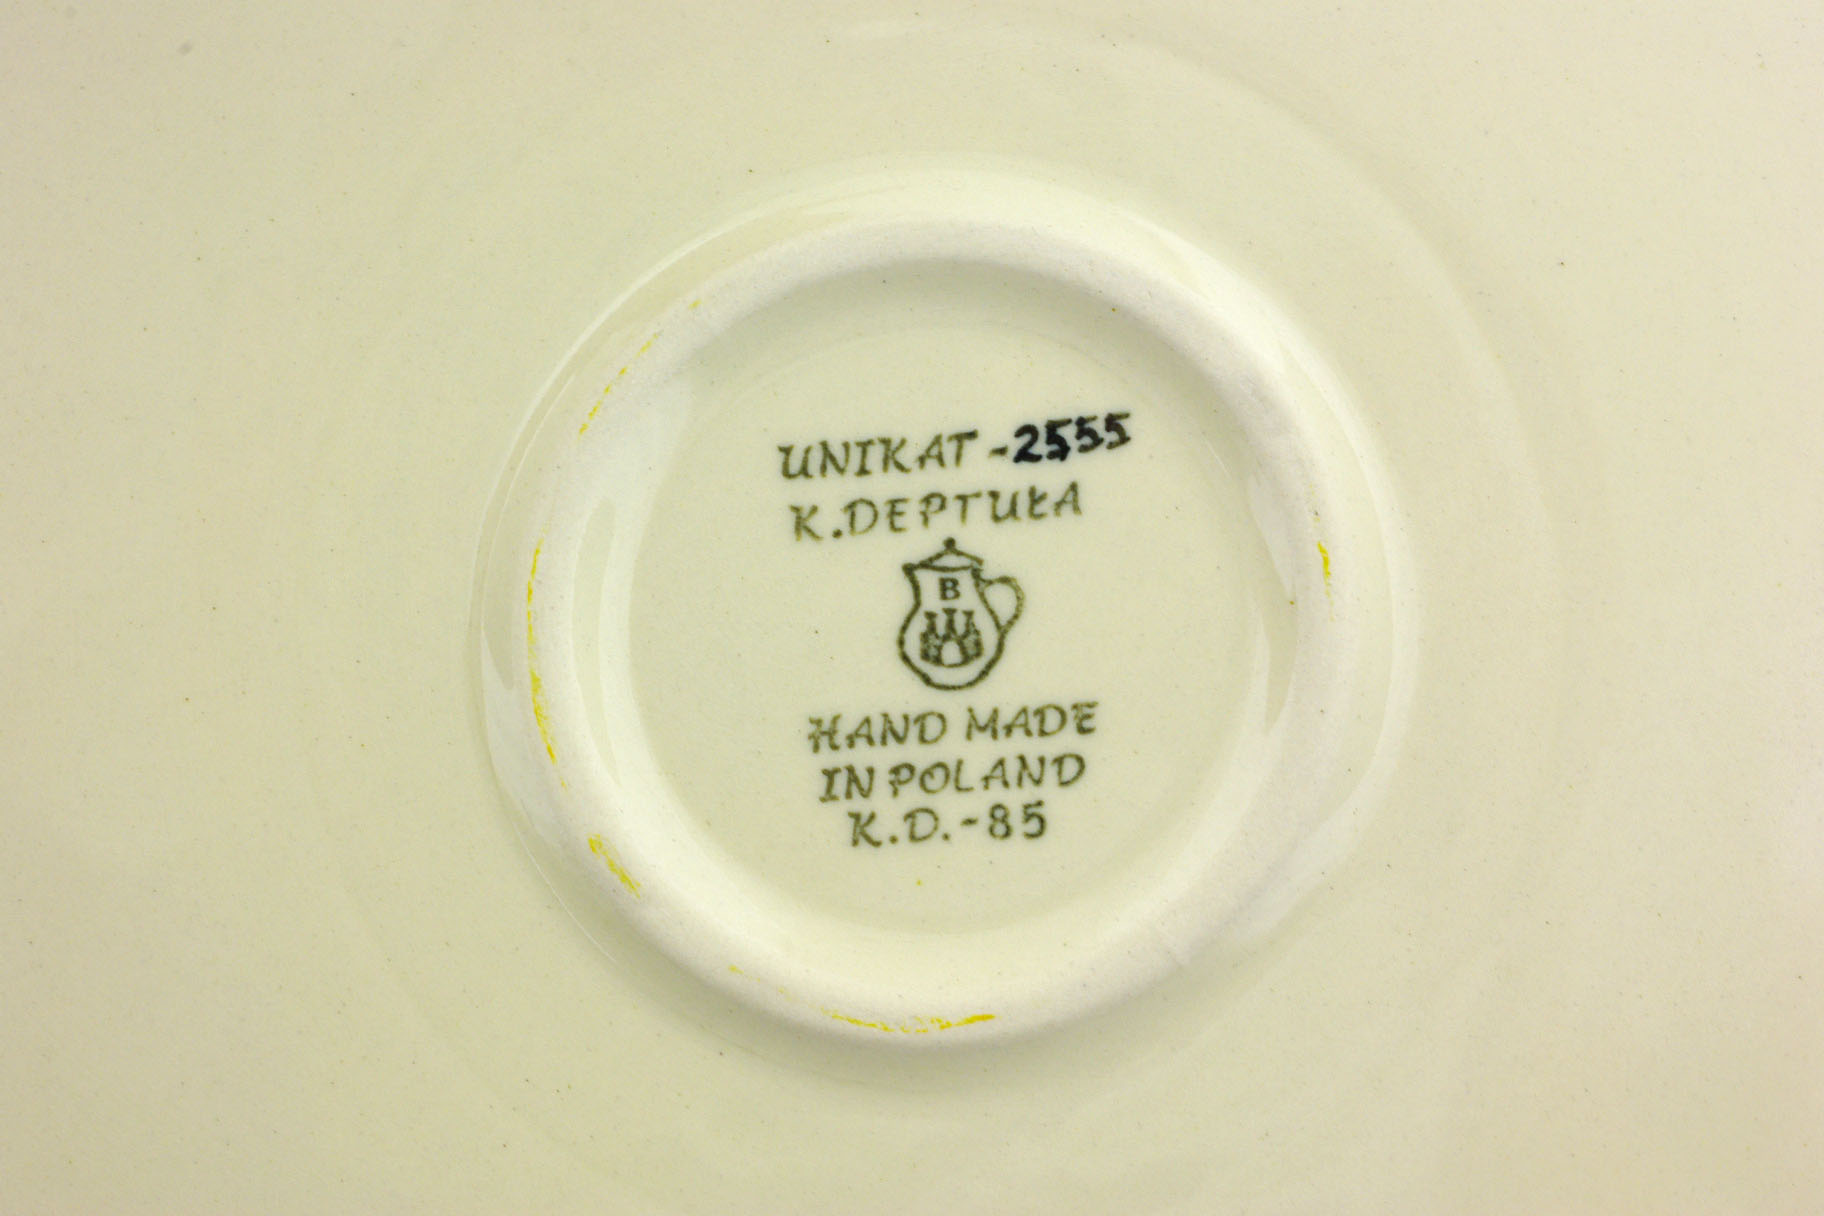 UNIKAT -2555
K.DEPTUŁA
B
HAND MADE
IN POLAND
K.D.-85